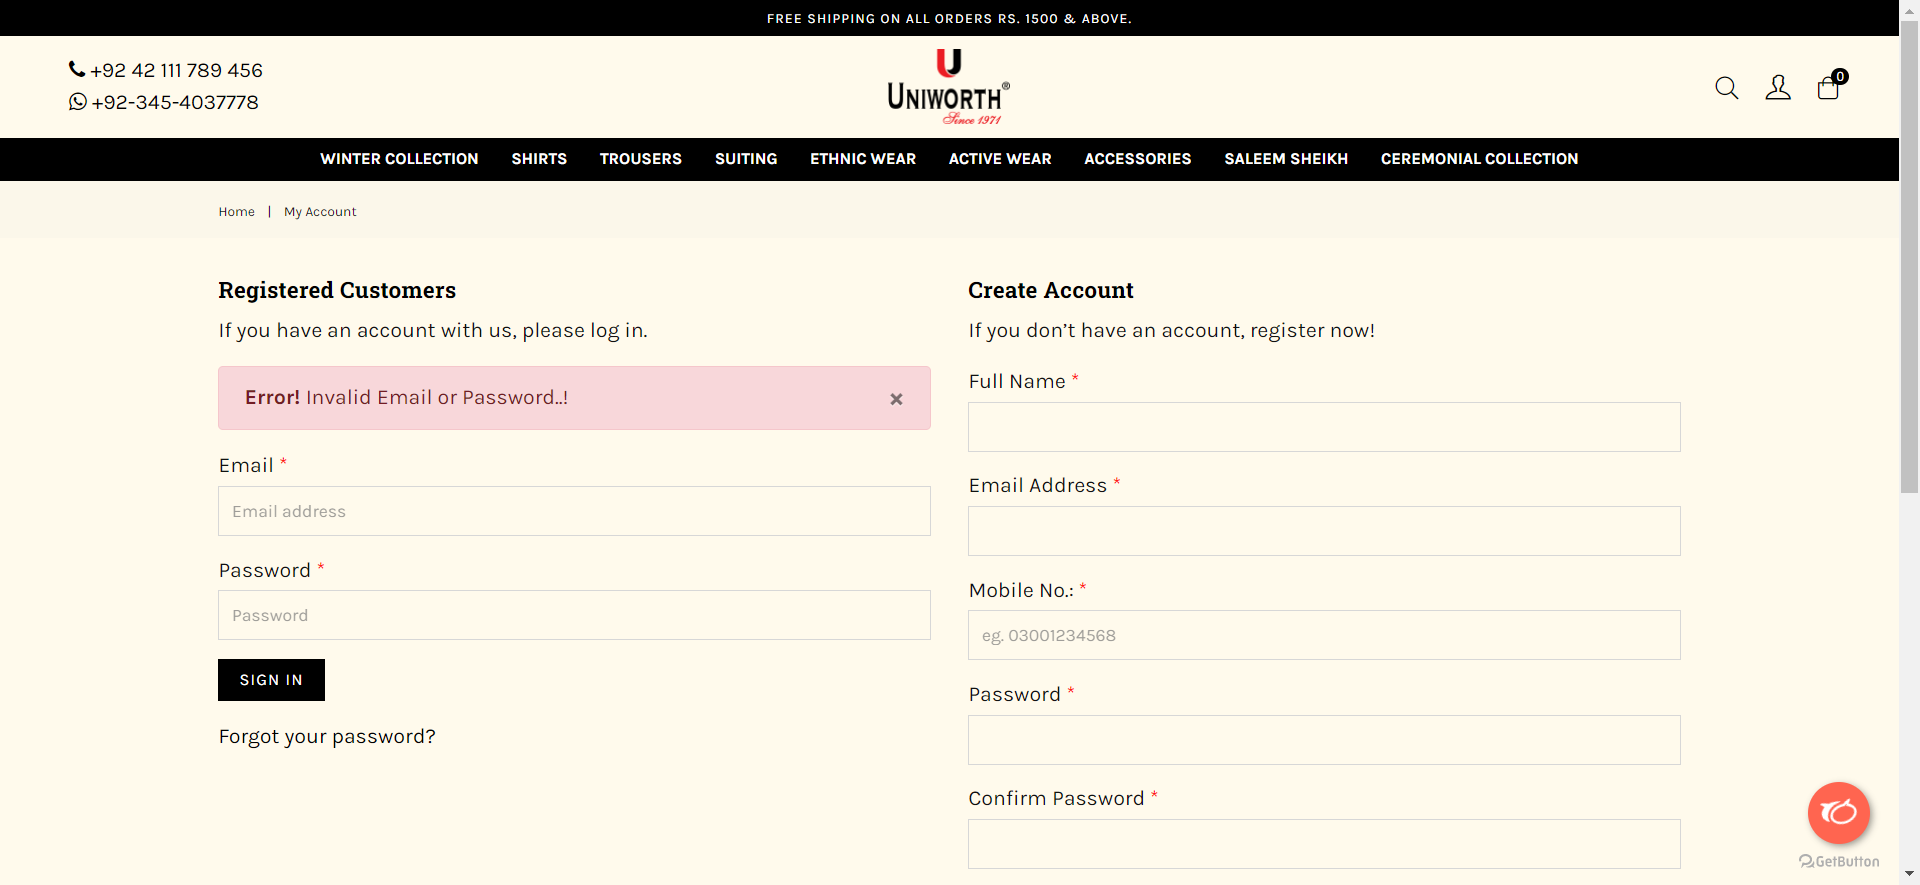 FREE SHIPPING ON ALL ORDERS RS. 1500 & ABOVE.
+92 42 111 789 456
+92-345-4037778
UNIWORTH®
Since 1971
0
WINTER COLLECTION SHIRTS TROUSERS SUITING ETHNIC WEAR ACTIVE WEAR ACCESSORIES SALEEM SHEIKH CEREMONIAL COLLECTION
Home | My Account
Registered Customers
If you have an account with us, please log in.
Error! Invalid Email or Password..!
×
Email *
Email address
Password *
Password
SIGN IN
Forgot your password?
Create Account
If you don’t have an account, register now!
Full Name *
Email Address *
Mobile No.: *
eg. 03001234568
Password *
Confirm Password *
GetButton